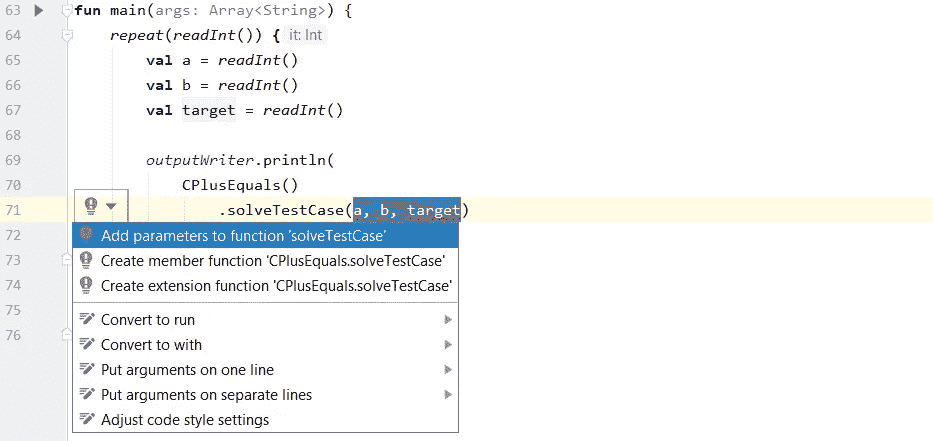 63 fun main(args: Array<String>) {
64 repeat(readInt()) { it: Int
65 val a = readInt()
66 val b = readInt()
67 val target = readInt()
68
69 outputWriter.println(
70 CPlusEquals()
71 .solveTestCase(a, b, target)
72 Add parameters to function 'solveTestCase'
73 Create member function 'CPlusEquals.solveTestCase'
74 Create extension function 'CPlusEquals.solveTestCase'
75 Convert to run
76 Convert to with
Put arguments on one line
Put arguments on separate lines
Adjust code style settings